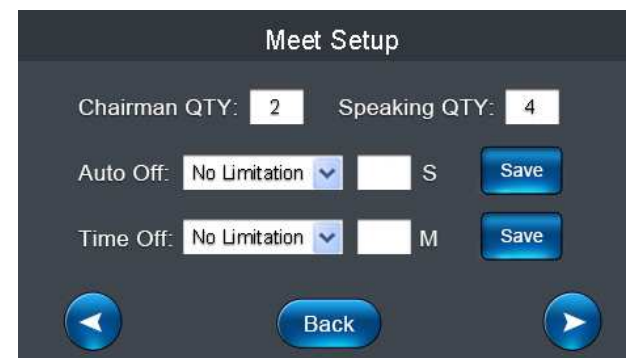 Meet Setup
Chairman QTY: 2 Speaking QTY: 4
Auto Off: No Limitation S Save
Time Off: No Limitation M Save
Back